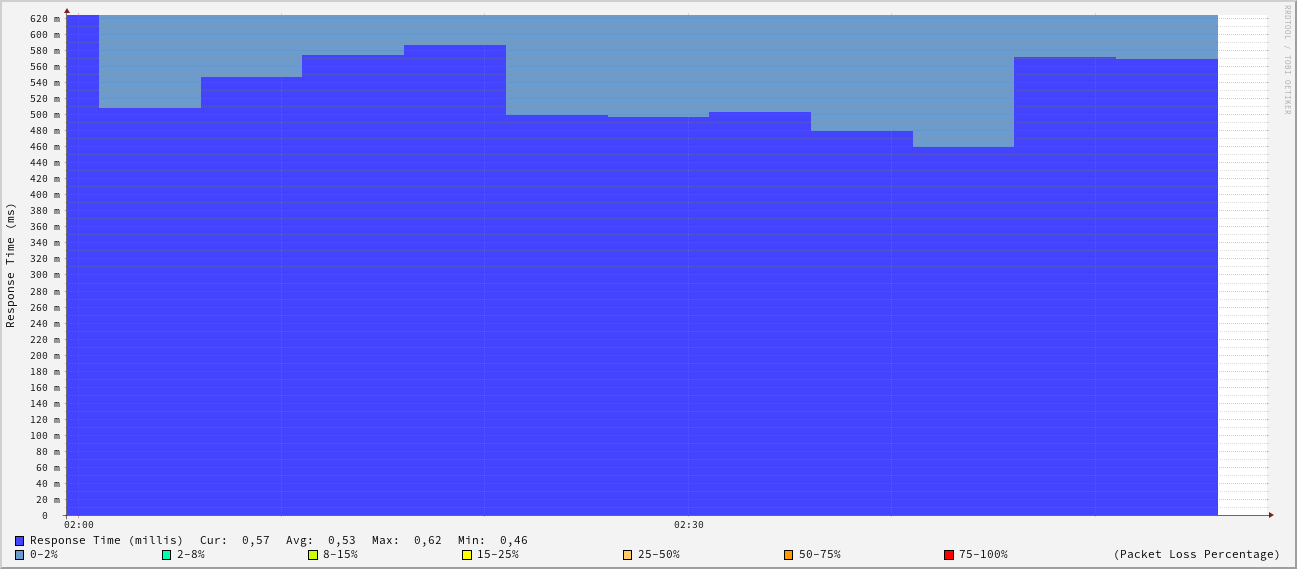 RRDTOOL / TOBI OETIKER
620 m
600 m
580 m
560 m
540 m
520 m
500 m
480 m
460 m
440 m
420 m
400 m
380 m
360 m
340 m
320 m
300 m
280 m
260 m
240 m
220 m
200 m
180 m
160 m
140 m
120 m
100 m
80 m
60 m
40 m
20 m
0
Response Time (ms)
02:00 02:30
Response Time (millis) Cur: 0,57 Avg: 0,53 Max: 0,62 Min: 0,46
0-2% 2-8% 8-15% 15-25% 25-50% 50-75% 75-100% (Packet Loss Percentage)